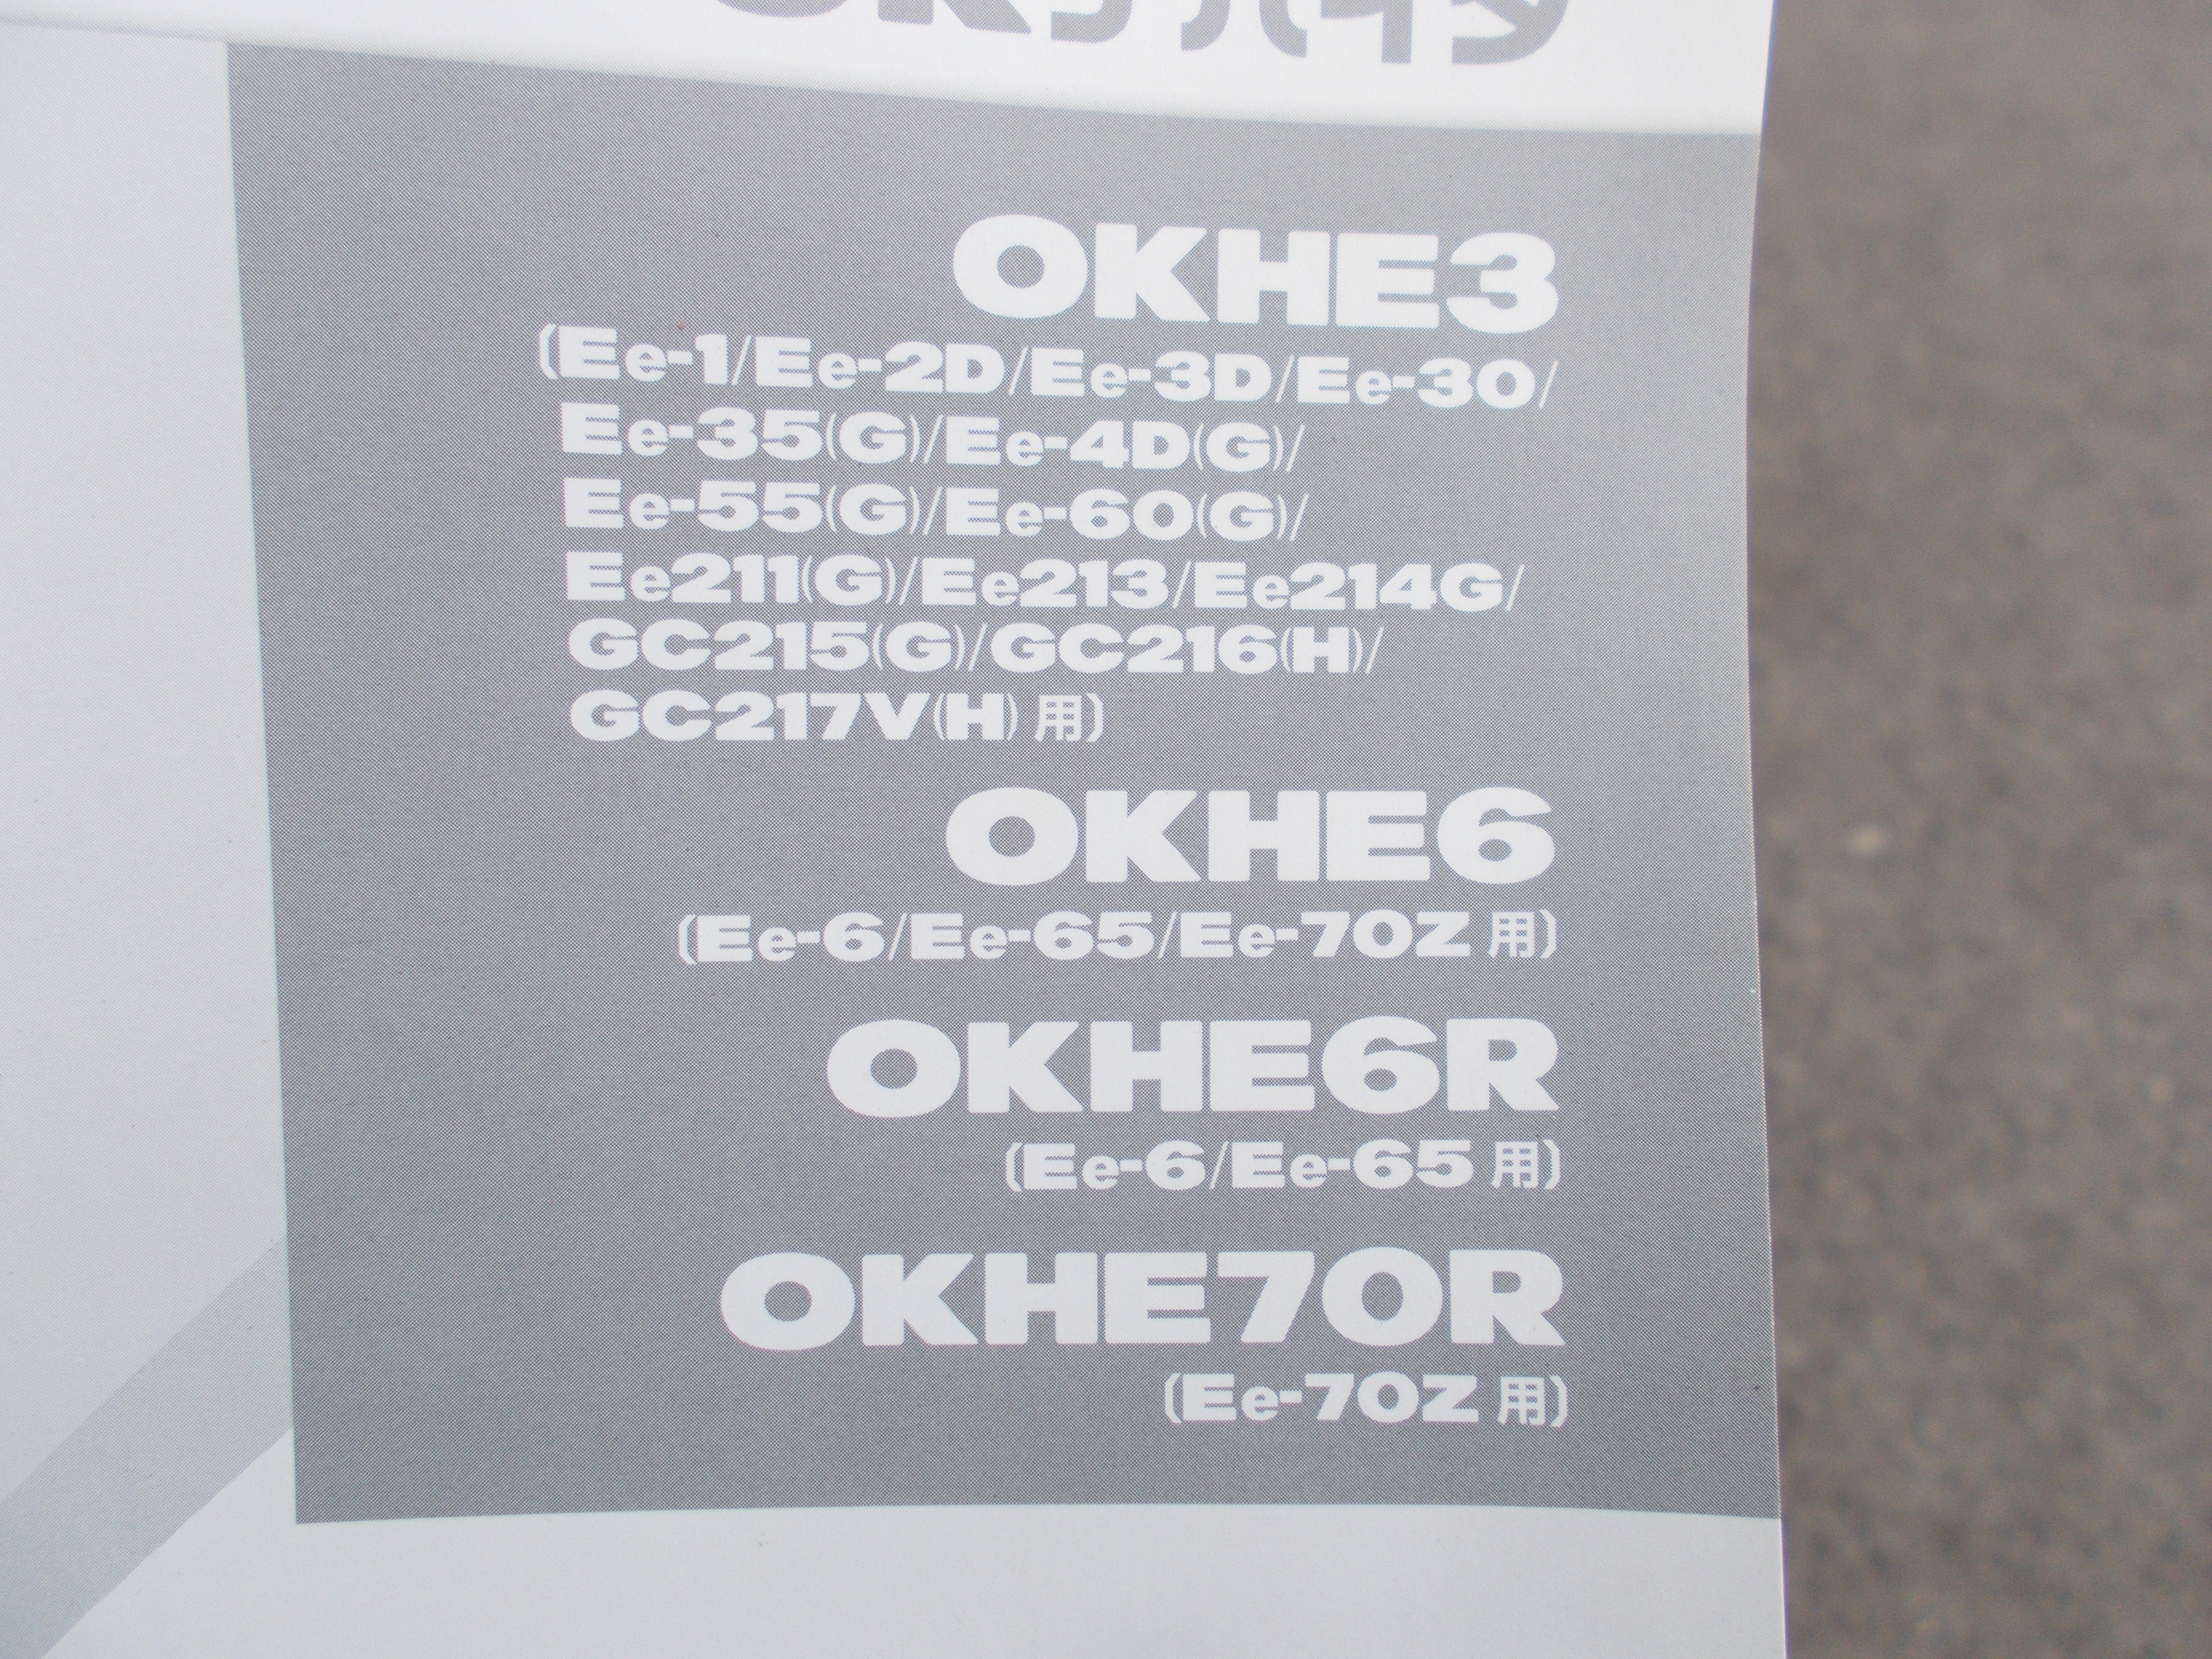 OKHE3
(Ee-1/Ee-2D/Ee-3D/Ee-30/
Ee-35(G)/Ee-4D(G)/
Ee-55(G)/Ee-60(G)/
Ee211(G)/Ee213/Ee214G/
GC215(G)/GC216(H)/
GC217V(H) 用)
OKHE6
(Ee-6/Ee-65/Ee-70Z 用)
OKHE6R
(Ee-6/Ee-65 用)
OKHE70R
(Ee-70Z 用)